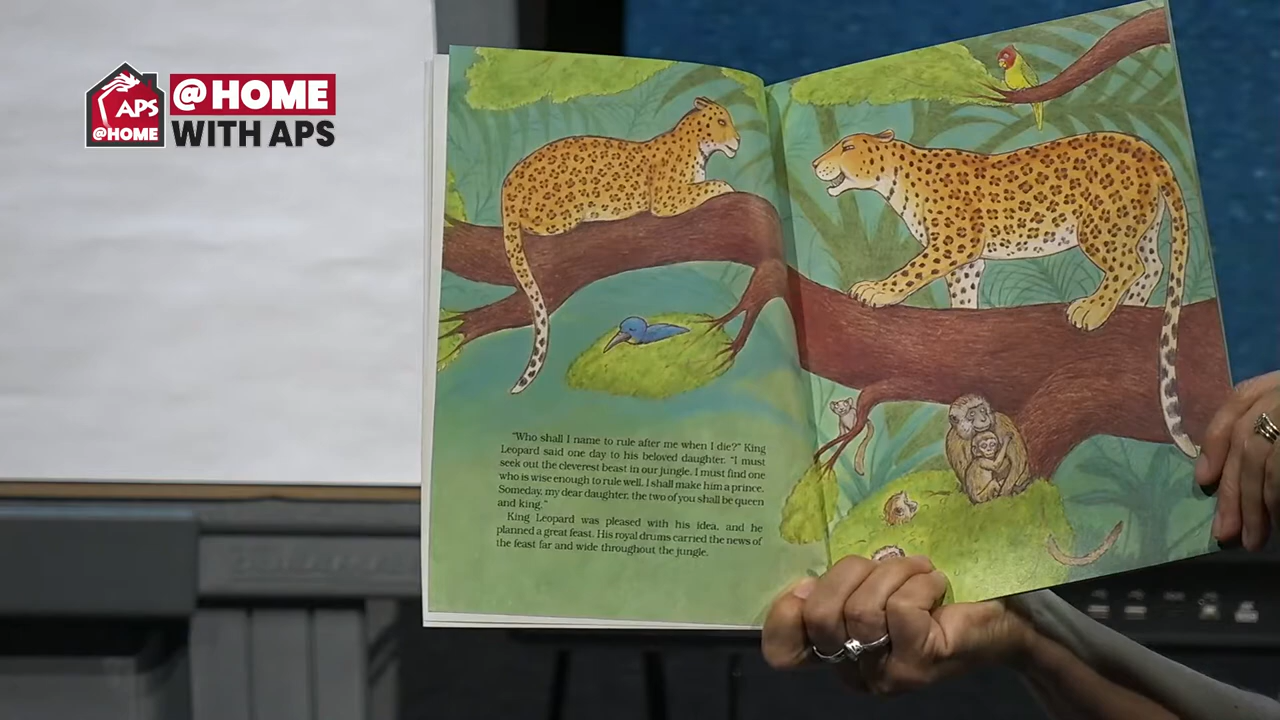 APS
@HOME
@HOME
WITH APS
"Who shall I name to rule after me when I die?" King
Leopard said one day to his beloved daughter. "I must
seek out the cleverest beast in our jungle. I must find one
who is wise enough to rule well. I shall make him a prince.
Someday, my dear daughter, the two of you shall be queen
and king."
King Leopard was pleased with his idea, and he
planned a great feast. His royal drums carried the news of
the feast far and wide throughout the jungle.